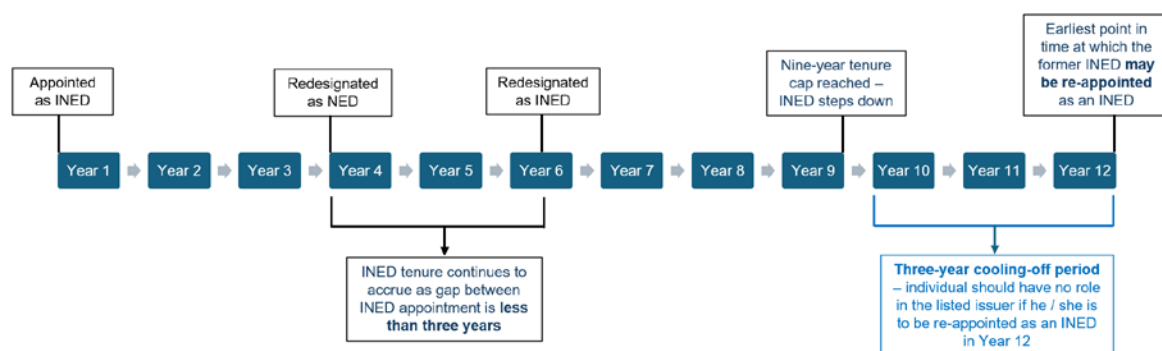 Appointed
as INED
Redesignated
as NED
Redesignated
as INED
Nine-year tenure
cap reached –
INED steps down
Earliest point in
time at which the
former INED may
be re-appointed
as an INED
Year 1
Year 2
Year 3
Year 4
Year 5
Year 6
Year 7
Year 8
Year 9
Year 10
Year 11
Year 12
INED tenure continues to
accrue as gap between
INED appointment is less
than three years
Three-year cooling-off period
– individual should have no role
in the listed issuer if he / she is
to be re-appointed as an INED
in Year 12